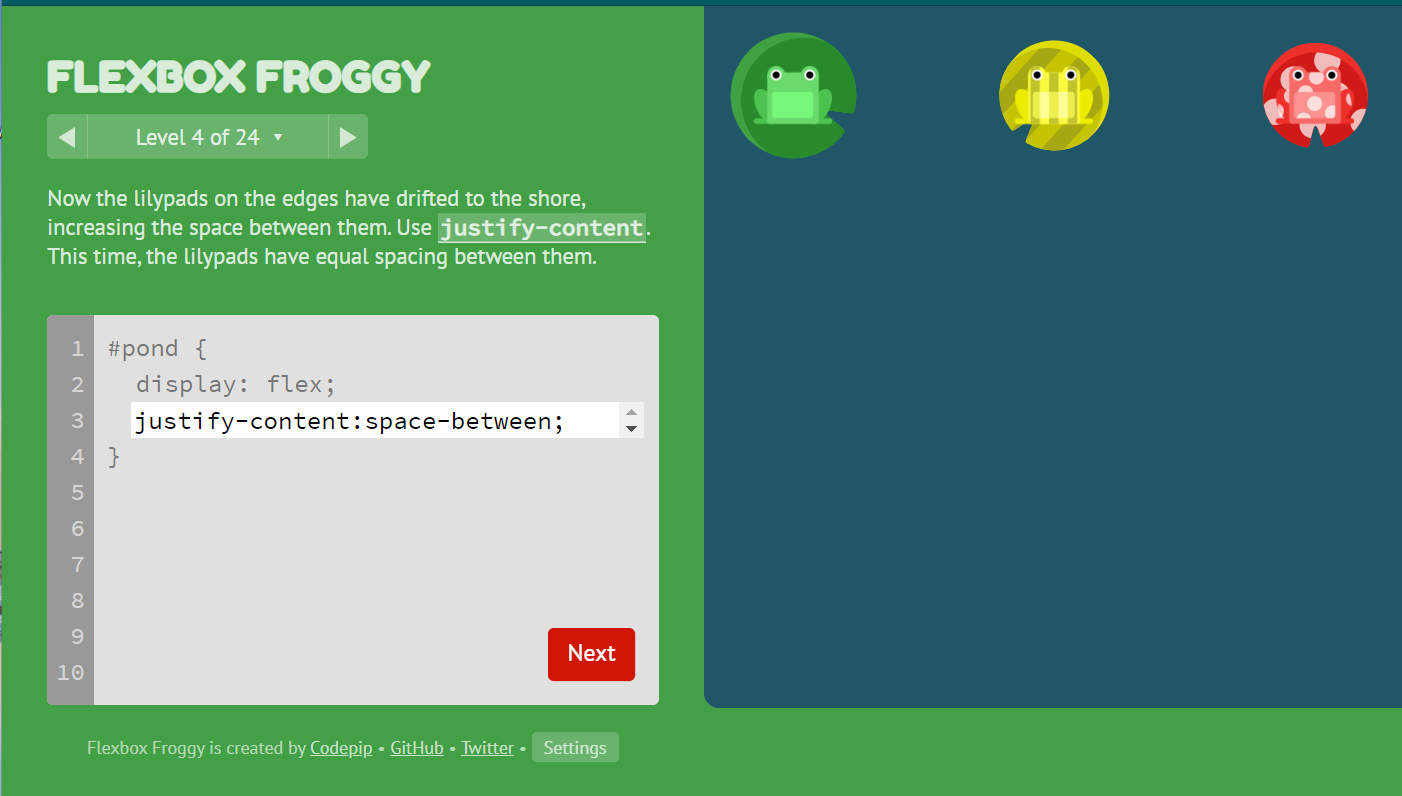 FLEXBOX FROGGY
Level 4 of 24
Now the lilypads on the edges have drifted to the shore,
increasing the space between them. Use justify-content.
This time, the lilypads have equal spacing between them.
1 #pond {
2 display: flex;
3 justify-content:space-between;
4 }
5
6
7
8
9
10
Next
Flexbox Froggy is created by Codepip • GitHub • Twitter • Settings